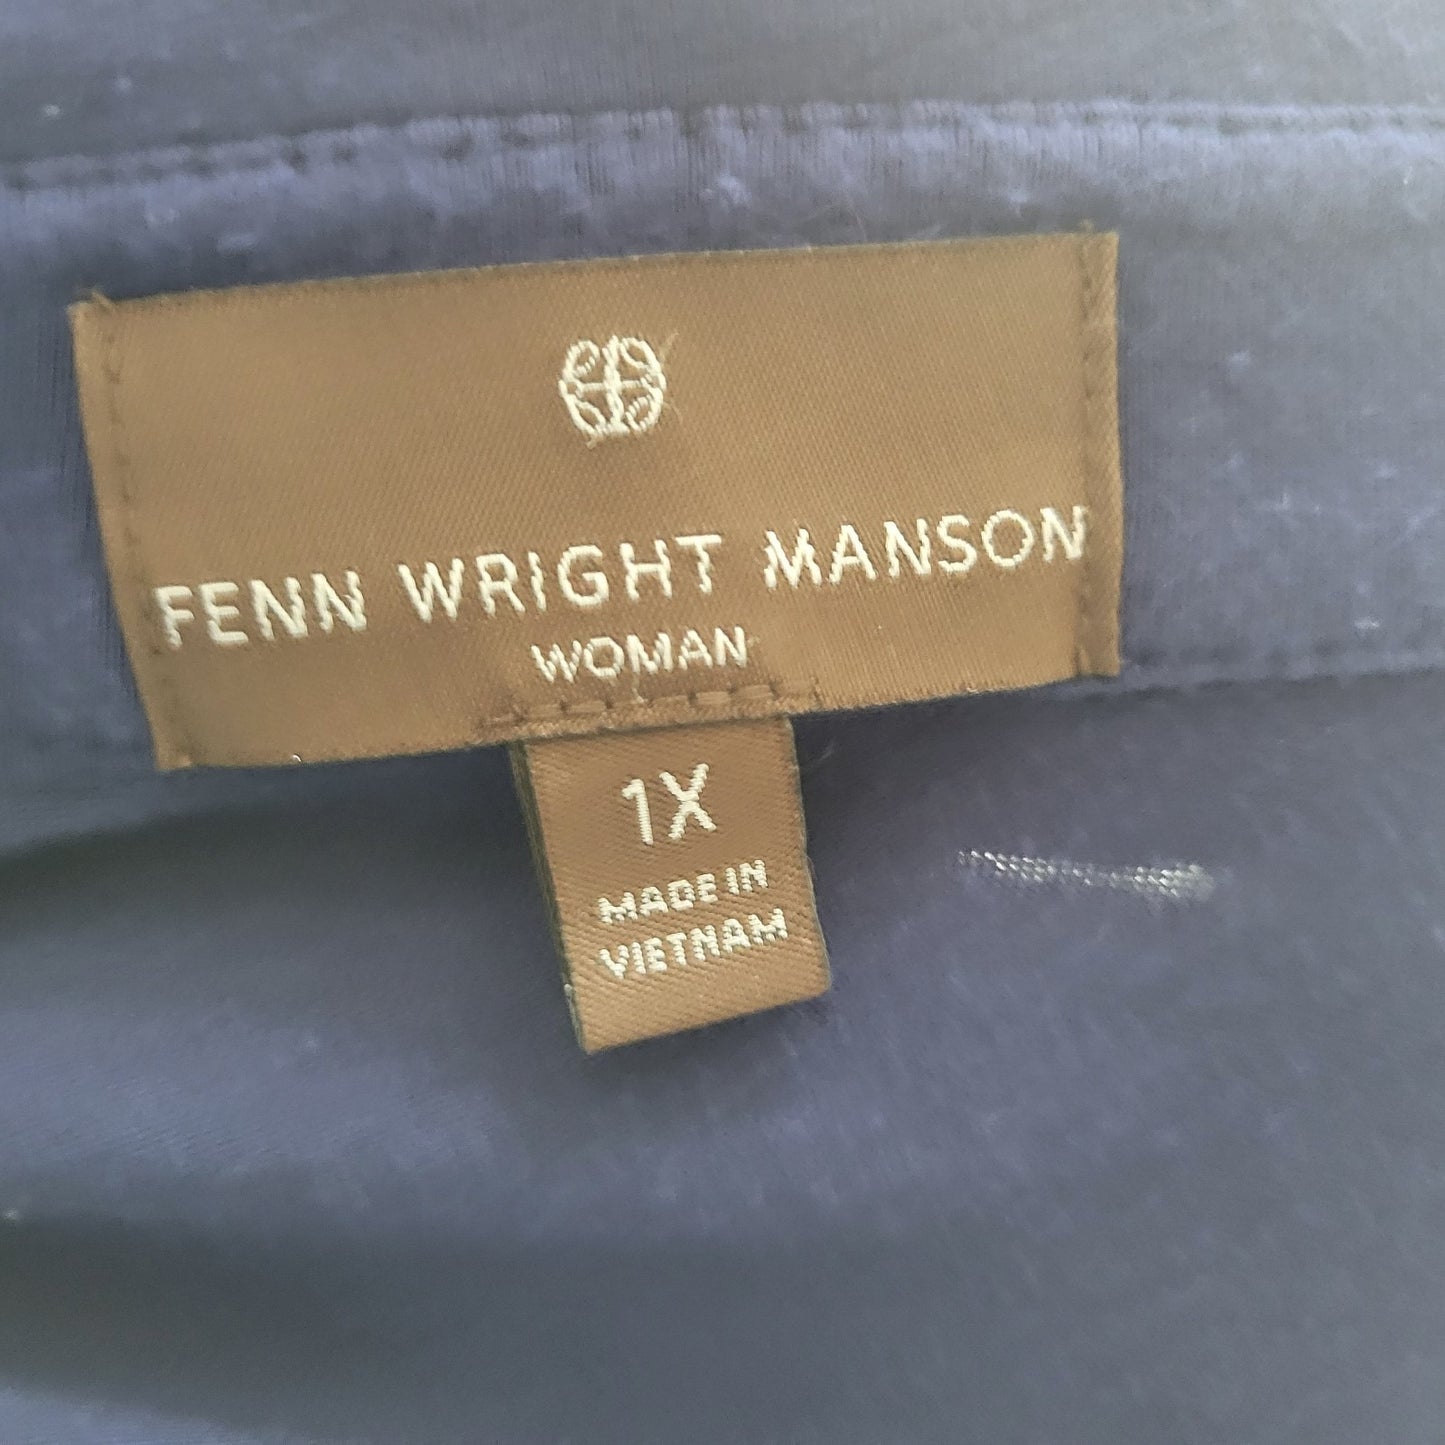 FENN WRIGHT MANSON
WOMAN
1X
MADE IN
VIETNAM